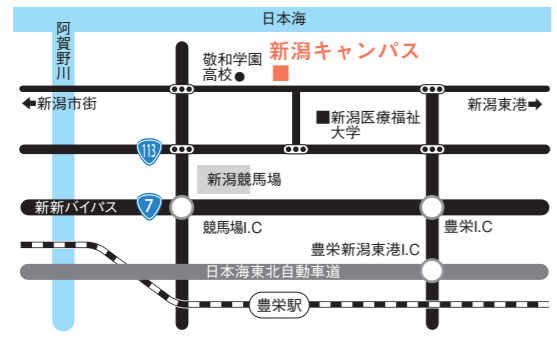 日本海
阿賀野川
敬和学園
高校●
新潟キャンパス
←新潟市街
新潟東港→
■新潟医療福祉
大学
113
新潟競馬場
新新バイパス
7
競馬場I.C
豊栄I.C
豊栄新潟東港I.C
日本海東北自動車道
豊栄駅